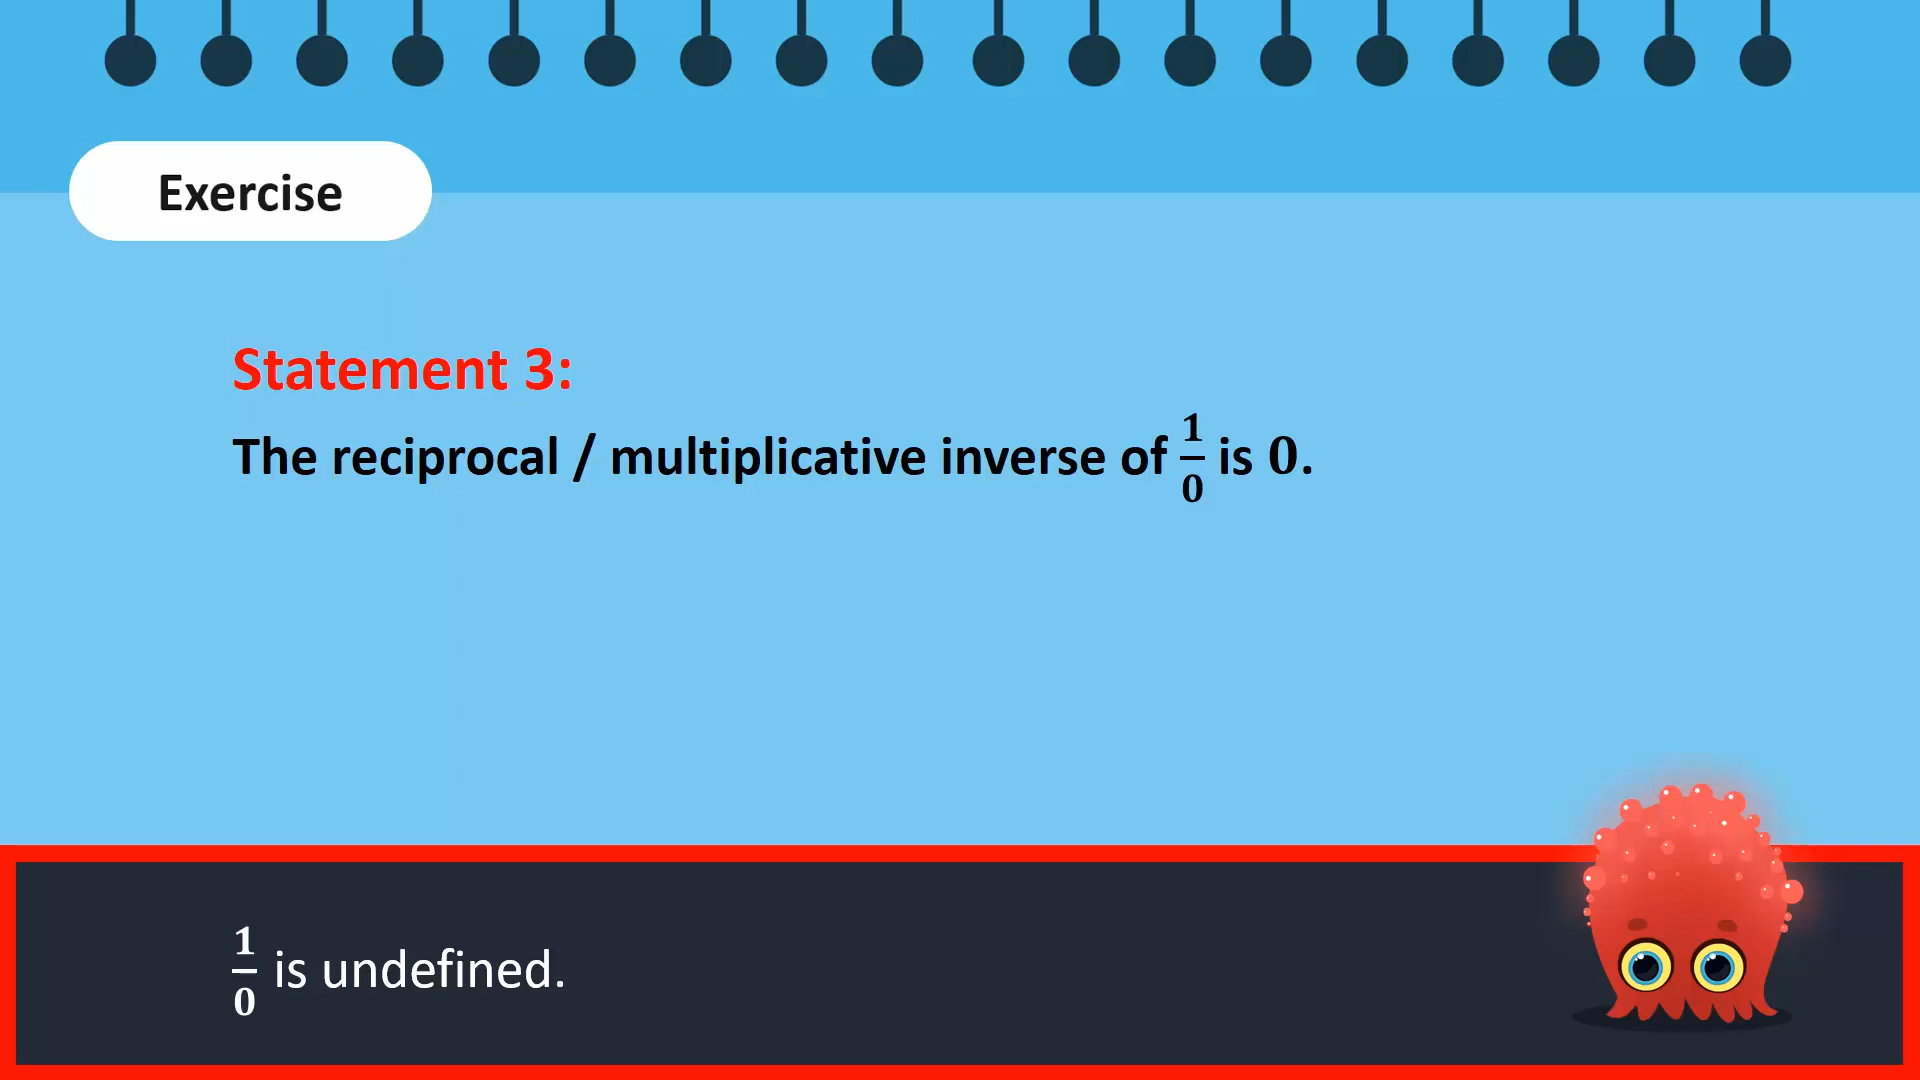 Exercise
Statement 3:
The reciprocal / multiplicative inverse of 1/0 is 0.
1/0 is undefined.